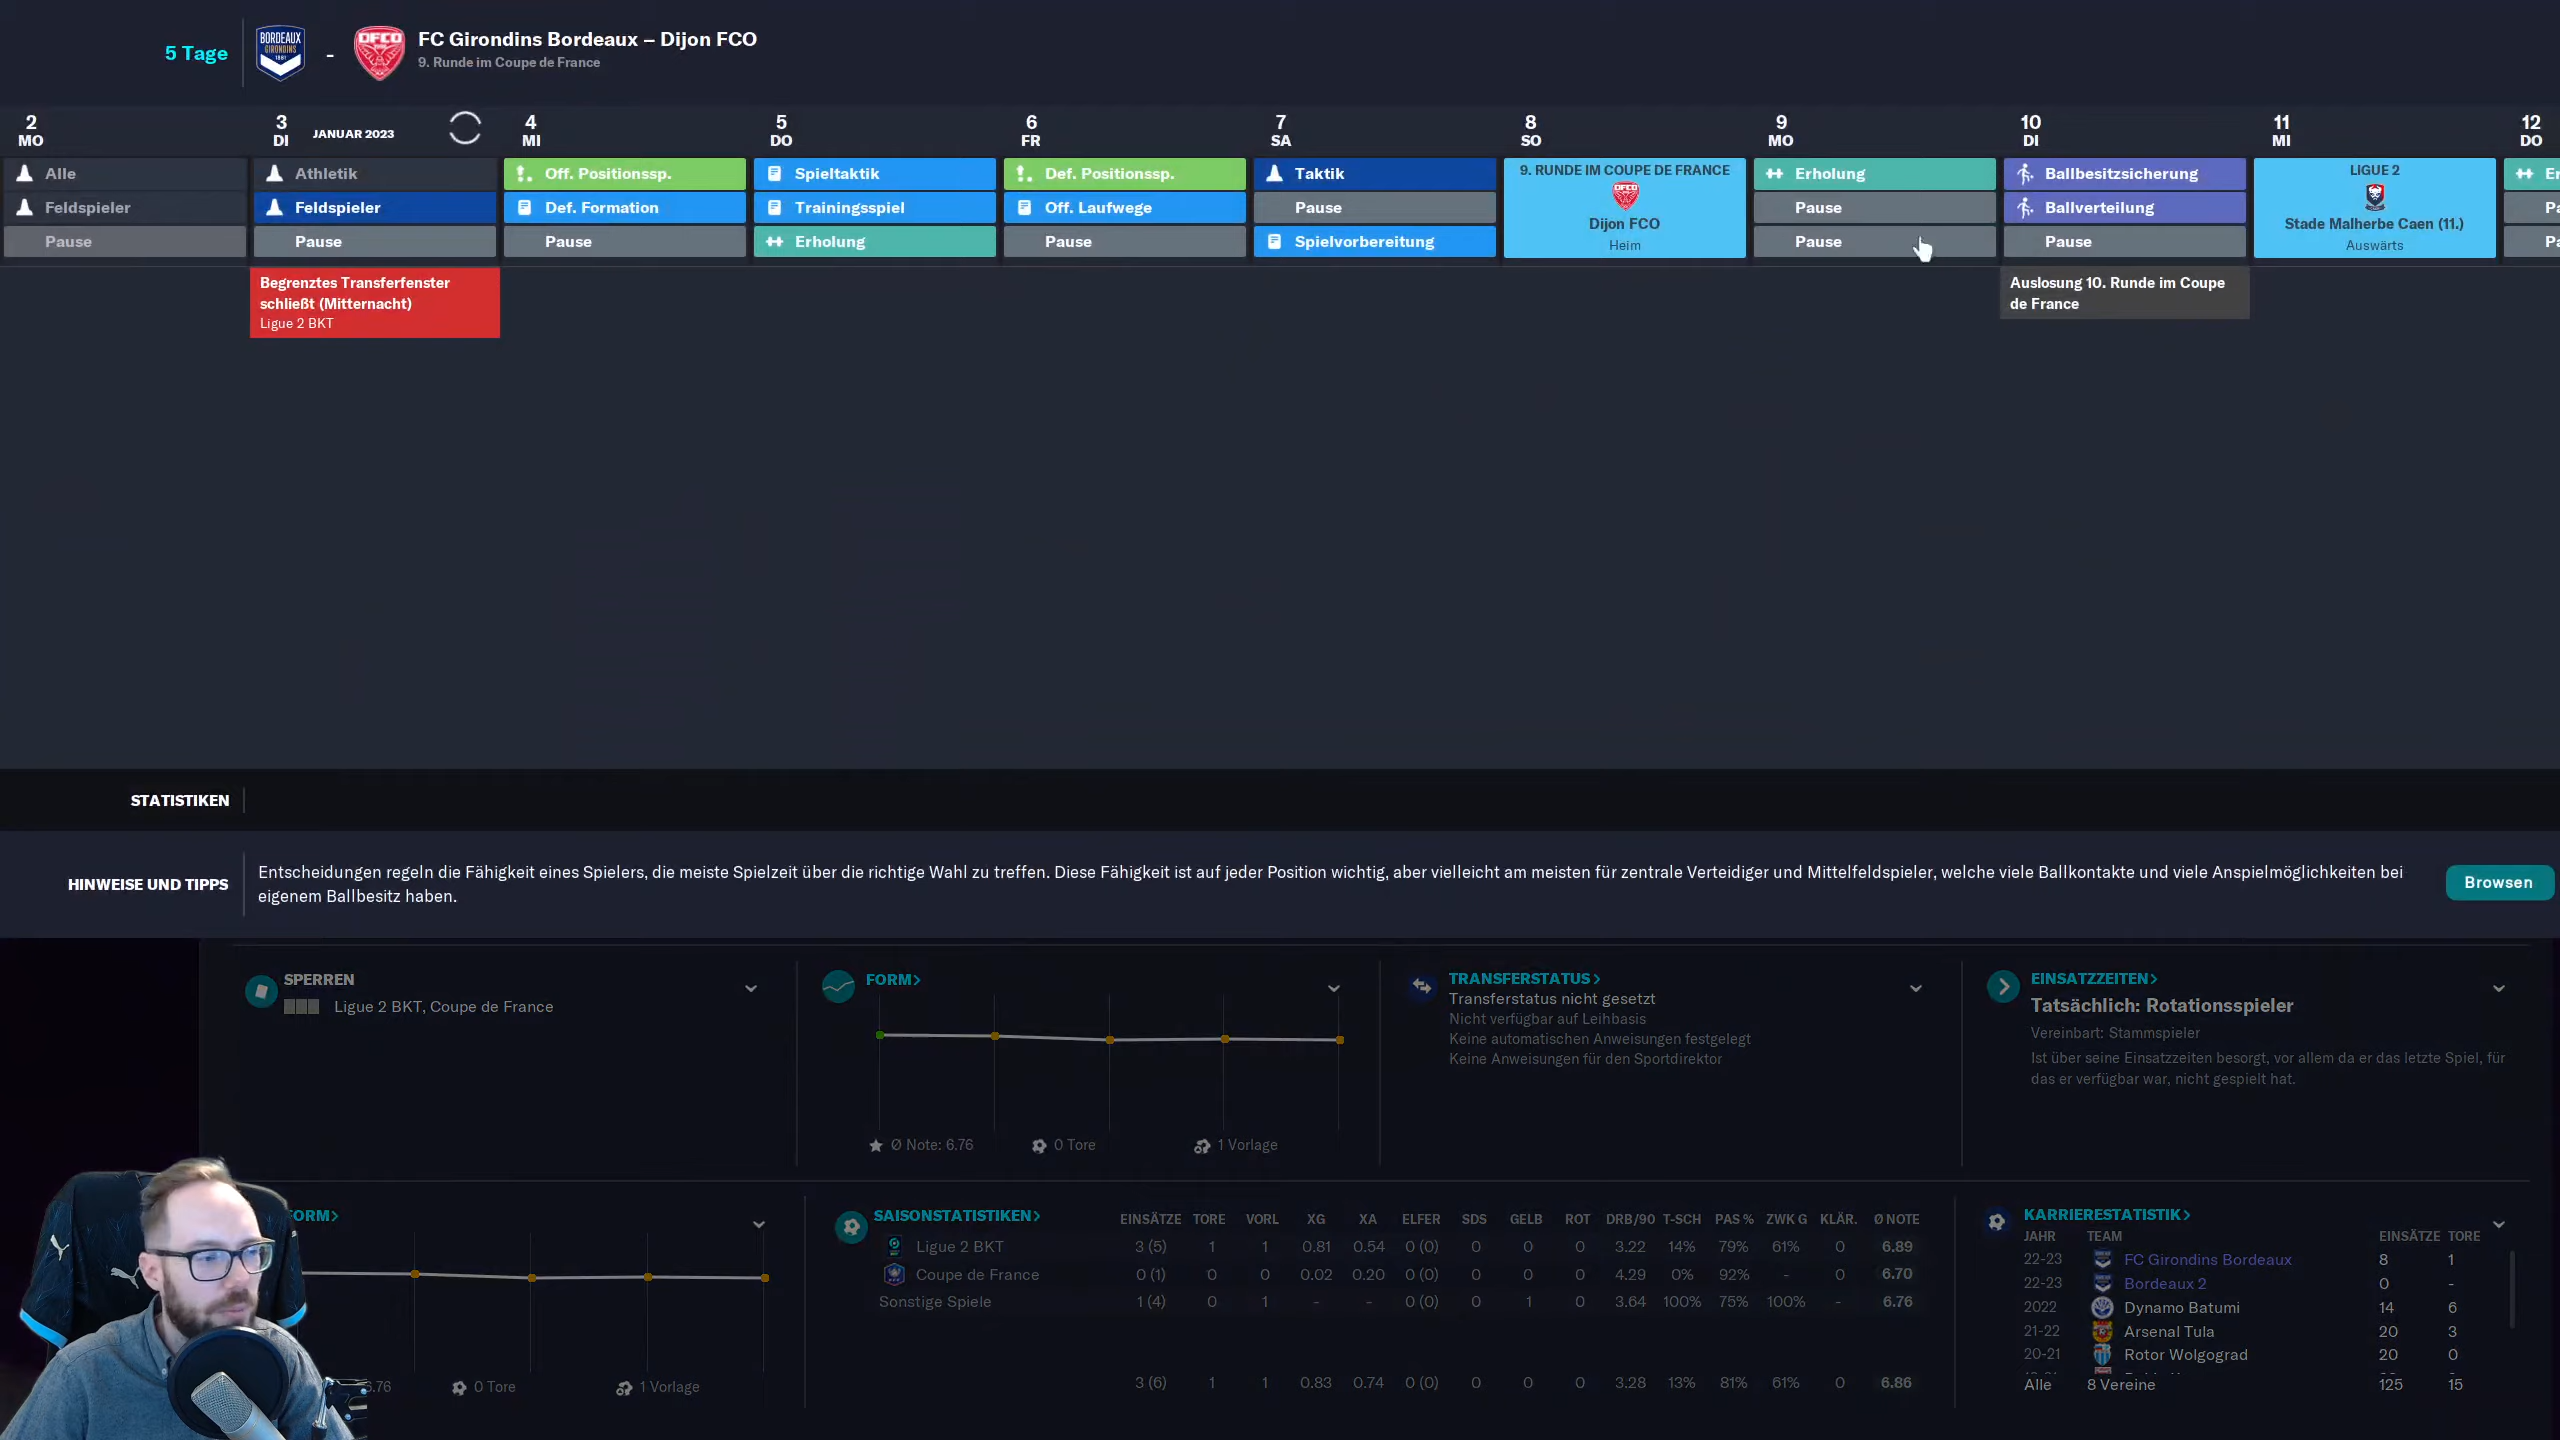 5 Tage
BORDEAUX
GIRONDINS
DFCO
-
FC Girondins Bordeaux – Dijon FCO
9. Runde im Coupe de France
2
MO
3
DI
JANUAR 2023
4
MI
5
DO
6
FR
7
SA
8
SO
9
MO
10
DI
11
MI
12
DO
Alle
Feldspieler
Pause
Athletik
Feldspieler
Pause
Off. Positionssp.
Def. Formation
Pause
Spieltaktik
Trainingsspiel
Erholung
Def. Positionssp.
Off. Laufwege
Pause
Taktik
Pause
Spielvorbereitung
9. RUNDE IM COUPE DE FRANCE
Dijon FCO
Heim
Erholung
Pause
Pause
Ballbesitzsicherung
Ballverteilung
Pause
LIGUE 2
Stade Malherbe Caen (11.)
Auswärts
Er
Pa
Pa
Begrenztes Transferfenster
schließt (Mitternacht)
Ligue 2 BKT
Auslosung 10. Runde im Coupe
de France
STATISTIKEN
HINWEISE UND TIPPS
Entscheidungen regeln die Fähigkeit eines Spielers, die meiste Spielzeit über die richtige Wahl zu treffen. Diese Fähigkeit ist auf jeder Position wichtig, aber vielleicht am meisten für zentrale Verteidiger und Mittelfeldspieler, welche viele Ballkontakte und viele Anspielmöglichkeiten bei
eigenem Ballbesitz haben.
Browsen
SPERREN
Ligue 2 BKT, Coupe de France
FORM>
Ø Note: 6.76 0 Tore 1 Vorlage
TRANSFERSTATUS>
Transferstatus nicht gesetzt
Nicht verfügbar auf Leihbasis
Keine automatischen Anweisungen festgelegt
Keine Anweisungen für den Sportdirektor
EINSATZZEITEN>
Tatsächlich: Rotationsspieler
Vereinbart: Stammspieler
Ist über seine Einsatzzeiten besorgt, vor allem da er das letzte Spiel, für
das er verfügbar war, nicht gespielt hat.
ORM>
3.76 0 Tore 1 Vorlage
SAISONSTATISTIKEN> EINSÄTZE TORE VORL XG XA ELFER SDS GELB ROT DRB/90 T-SCH PAS % ZWK G KLÄR. Ø NOTE
Ligue 2 BKT 3 (5) 1 1 0.81 0.54 0 (0) 0 0 0 3.22 14% 79% 61% 0 6.89
Coupe de France 0 (1) 0 0 0.02 0.20 0 (0) 0 0 0 4.29 0% 92% - 0 6.70
Sonstige Spiele 1 (4) 0 1 - - 0 (0) 0 1 0 3.64 100% 75% 100% - 6.76
3 (6) 1 1 0.83 0.74 0 (0) 0 0 0 3.28 13% 81% 61% 0 6.86
KARRIERESTATISTIK>
JAHR TEAM EINSÄTZE TORE
22-23 FC Girondins Bordeaux 8 1
22-23 Bordeaux 2 0 -
2022 Dynamo Batumi 14 6
21-22 Arsenal Tula 20 3
20-21 Rotor Wolgograd 20 0
Alle 8 Vereine 125 15